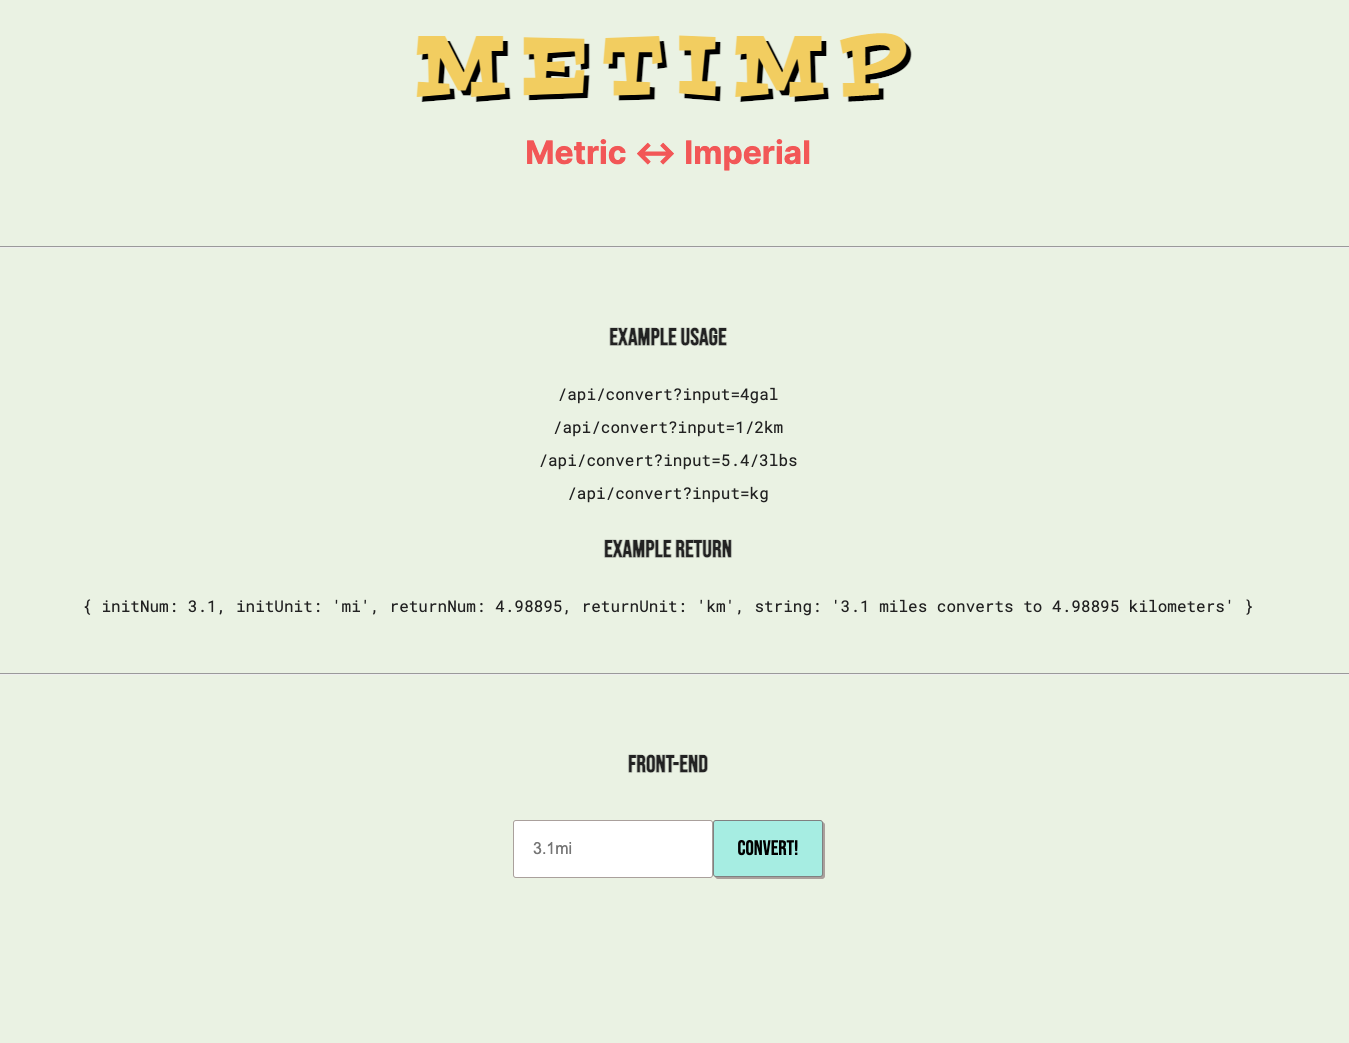 METIMP
Metric ↔ Imperial
EXAMPLE USAGE
/api/convert?input=4gal
/api/convert?input=1/2km
/api/convert?input=5.4/3lbs
/api/convert?input=kg
EXAMPLE RETURN
{ initNum: 3.1, initUnit: 'mi', returnNum: 4.98895, returnUnit: 'km', string: '3.1 miles converts to 4.98895 kilometers' }
FRONT-END
3.1mi
CONVERT!